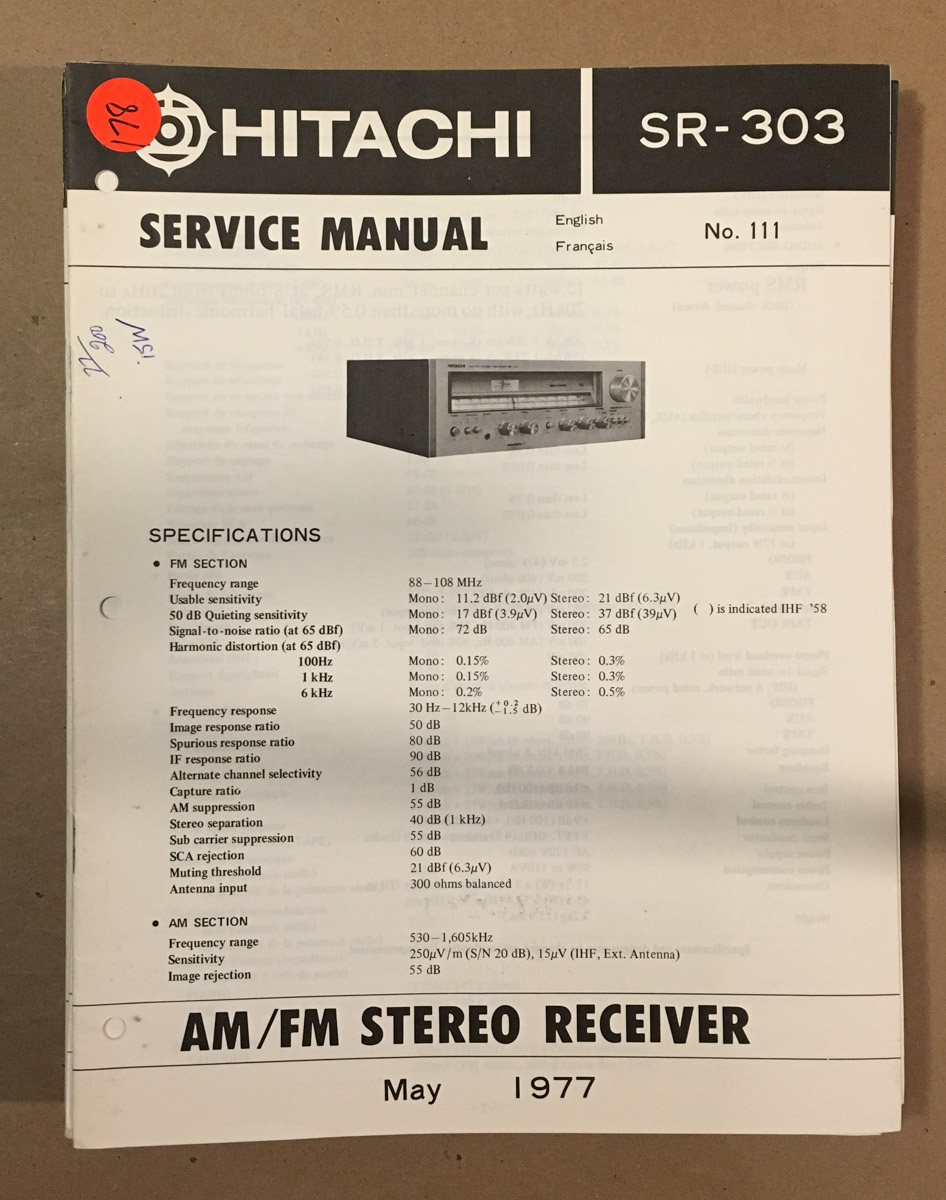 HITACHI
SR-303
SERVICE MANUAL
English
Français
No. 111
15W
HITACHI
SPECIFICATIONS
• FM SECTION
Frequency range 88–108 MHz
Usable sensitivity Mono: 11.2 dBf (2.0μV) Stereo: 21 dBf (6.3μV)
50 dB Quieting sensitivity Mono: 17 dBf (3.9μV) Stereo: 37 dBf (39μV) ( ) is indicated IHF '58
Signal-to-noise ratio (at 65 dBf) Mono: 72 dB Stereo: 65 dB
Harmonic distortion (at 65 dBf)
100Hz Mono: 0.15% Stereo: 0.3%
1 kHz Mono: 0.15% Stereo: 0.3%
6 kHz Mono: 0.2% Stereo: 0.5%
Frequency response 30 Hz–12kHz (+0.2 −1.5 dB)
Image response ratio 50 dB
Spurious response ratio 80 dB
IF response ratio 90 dB
Alternate channel selectivity 56 dB
Capture ratio 1 dB
AM suppression 55 dB
Stereo separation 40 dB (1 kHz)
Sub carrier suppression 55 dB
SCA rejection 60 dB
Muting threshold 21 dBf (6.3μV)
Antenna input 300 ohms balanced
• AM SECTION
Frequency range 530–1,605kHz
Sensitivity 250μV/m (S/N 20 dB), 15μV (IHF, Ext. Antenna)
Image rejection 55 dB
AM/FM STEREO RECEIVER
May 1977